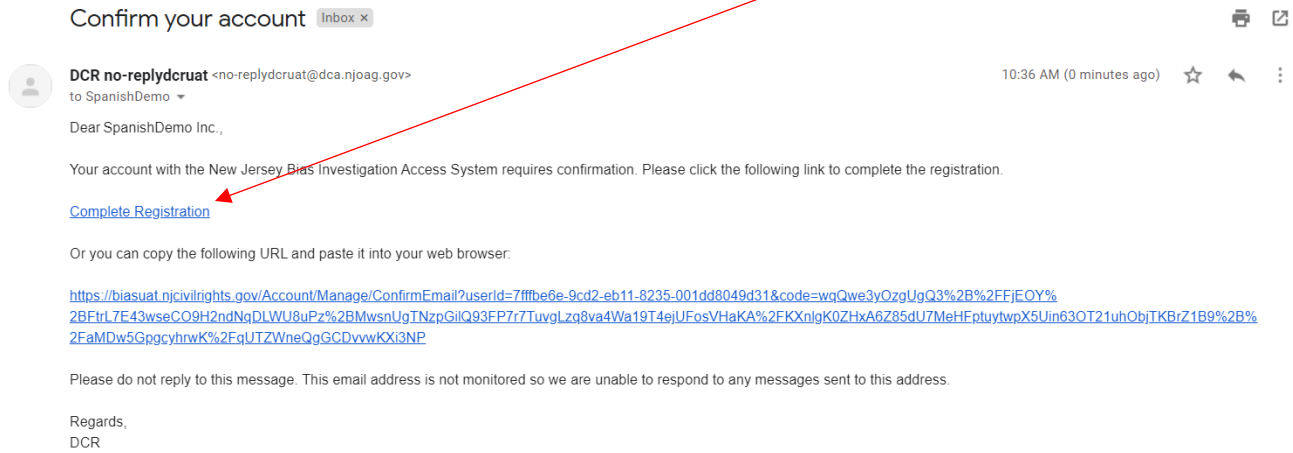 Confirm your account Inbox ×
DCR no-replydcruat <no-replydcruat@dca.njoag.gov> 10:36 AM (0 minutes ago)
to SpanishDemo
Dear SpanishDemo Inc.,
Your account with the New Jersey Bias Investigation Access System requires confirmation. Please click the following link to complete the registration.
Complete Registration
Or you can copy the following URL and paste it into your web browser:
https://biasuat.njcivilrights.gov/Account/Manage/ConfirmEmail?userId=7fffbe6e-9cd2-eb11-8235-001dd8049d31&code=wqQwe3yOzgUgQ3%2B%2FFjEOY%
2BFtrL7E43wseCO9H2ndNqDLWU8uPz%2BMwsnUgTNzpGilQ93FP7r7TuvgLzq8va4Wa19T4ejUFosVHaKA%2FKXnlgK0ZHxA6Z85dU7MeHFptuytwpX5Uin63OT21uhObjTKBrZ1B9%2B%
2FaMDw5GpgcyhrwK%2FqUTZWneQgGCDvvwKXi3NP
Please do not reply to this message. This email address is not monitored so we are unable to respond to any messages sent to this address.
Regards,
DCR